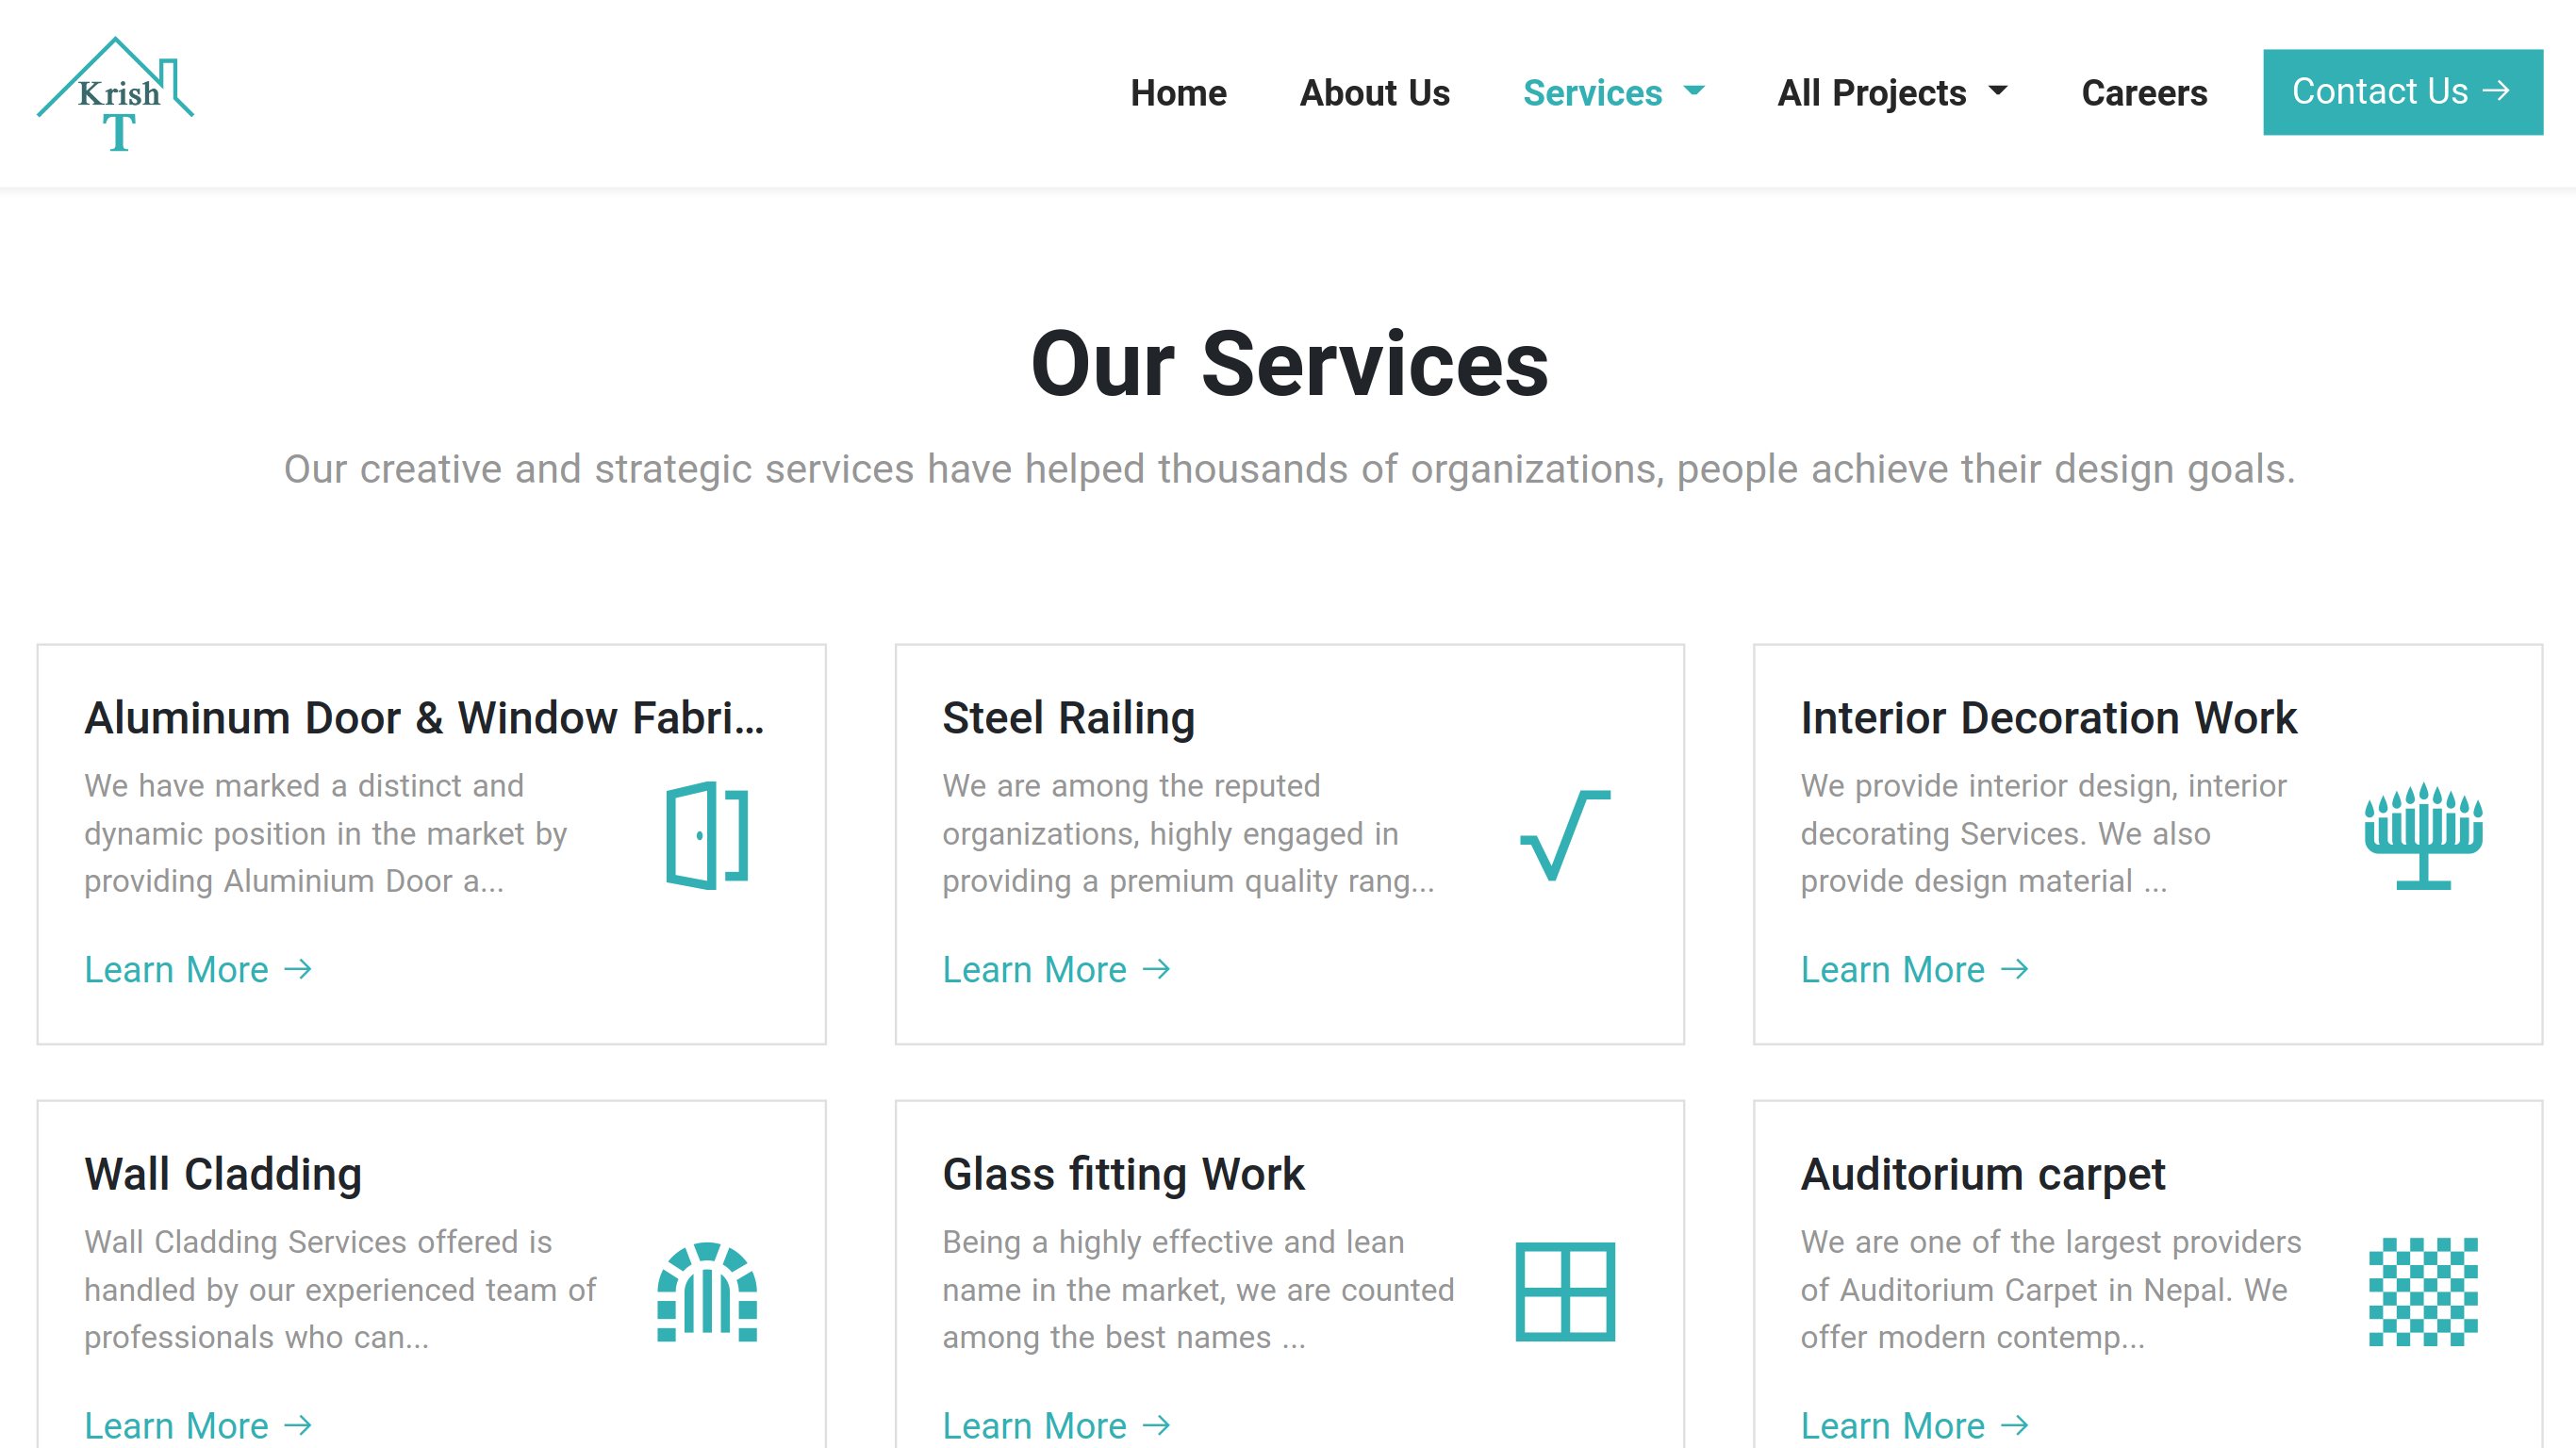 Krish
T
Home
About Us
Services
All Projects
Careers
Contact Us →
Our Services
Our creative and strategic services have helped thousands of organizations, people achieve their design goals.
Aluminum Door & Window Fabri...
We have marked a distinct and
dynamic position in the market by
providing Aluminium Door a...
Learn More →
Steel Railing
We are among the reputed
organizations, highly engaged in
providing a premium quality rang...
Learn More →
Interior Decoration Work
We provide interior design, interior
decorating Services. We also
provide design material ...
Learn More →
Wall Cladding
Wall Cladding Services offered is
handled by our experienced team of
professionals who can...
Learn More →
Glass fitting Work
Being a highly effective and lean
name in the market, we are counted
among the best names ...
Learn More →
Auditorium carpet
We are one of the largest providers
of Auditorium Carpet in Nepal. We
offer modern contemp...
Learn More →